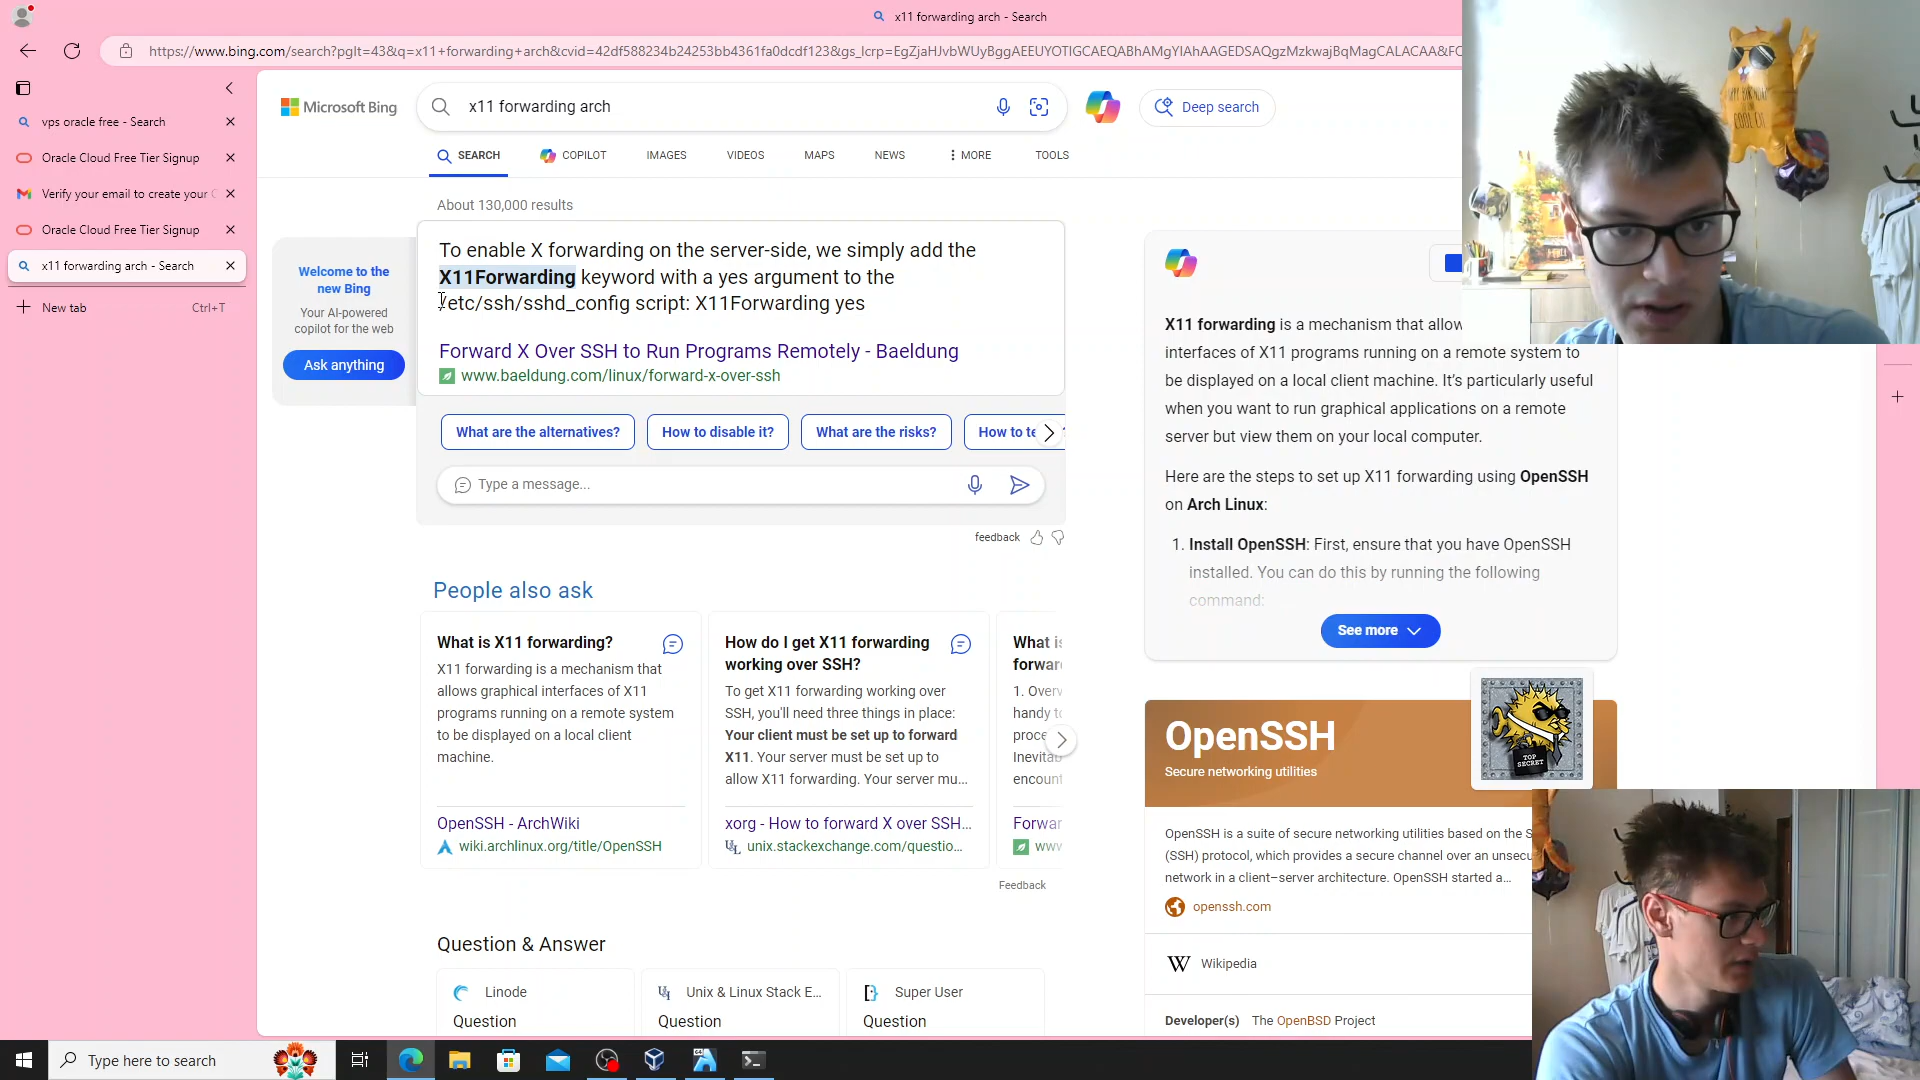 x11 forwarding arch - Search
https://www.bing.com/search?pglt=43&q=x11+forwarding+arch&cvid=42df588234b24253bb4361fa0dcdf123&gs_lcrp=EgZjaHJvbWUyBggAEEUYOTIGCAEQABhAMgYIAhAAGEDSAQgzMzkwajBqMagCALACAA&FC
vps oracle free - Search
Oracle Cloud Free Tier Signup
Verify your email to create your
Oracle Cloud Free Tier Signup
x11 forwarding arch - Search
New tab
Ctrl+T
Microsoft Bing
x11 forwarding arch
Deep search
SEARCH
COPILOT
IMAGES
VIDEOS
MAPS
NEWS
MORE
TOOLS
About 130,000 results
Welcome to the
new Bing
Your AI-powered
copilot for the web
Ask anything
To enable X forwarding on the server-side, we simply add the
X11Forwarding keyword with a yes argument to the
/etc/ssh/sshd_config script: X11Forwarding yes
Forward X Over SSH to Run Programs Remotely - Baeldung
www.baeldung.com/linux/forward-x-over-ssh
What are the alternatives?
How to disable it?
What are the risks?
How to te
Type a message...
feedback
People also ask
What is X11 forwarding?
X11 forwarding is a mechanism that
allows graphical interfaces of X11
programs running on a remote system
to be displayed on a local client
machine.
OpenSSH - ArchWiki
wiki.archlinux.org/title/OpenSSH
How do I get X11 forwarding
working over SSH?
To get X11 forwarding working over
SSH, you'll need three things in place:
Your client must be set up to forward
X11. Your server must be set up to
allow X11 forwarding. Your server mu...
xorg - How to forward X over SSH...
unix.stackexchange.com/questio...
What is
forward
1. Overv
handy to
proce
Inevitab
encount
Forwar
www
Feedback
Question & Answer
Linode
Question
Unix & Linux Stack E...
Question
Super User
Question
X11 forwarding is a mechanism that allow
interfaces of X11 programs running on a remote system to
be displayed on a local client machine. It's particularly useful
when you want to run graphical applications on a remote
server but view them on your local computer.
Here are the steps to set up X11 forwarding using OpenSSH
on Arch Linux:
1. Install OpenSSH: First, ensure that you have OpenSSH
installed. You can do this by running the following
command:
See more
OpenSSH
Secure networking utilities
TOP
SECRET
OpenSSH is a suite of secure networking utilities based on the S
(SSH) protocol, which provides a secure channel over an unsecu
network in a client–server architecture. OpenSSH started a...
openssh.com
W Wikipedia
Developer(s) The OpenBSD Project
Type here to search